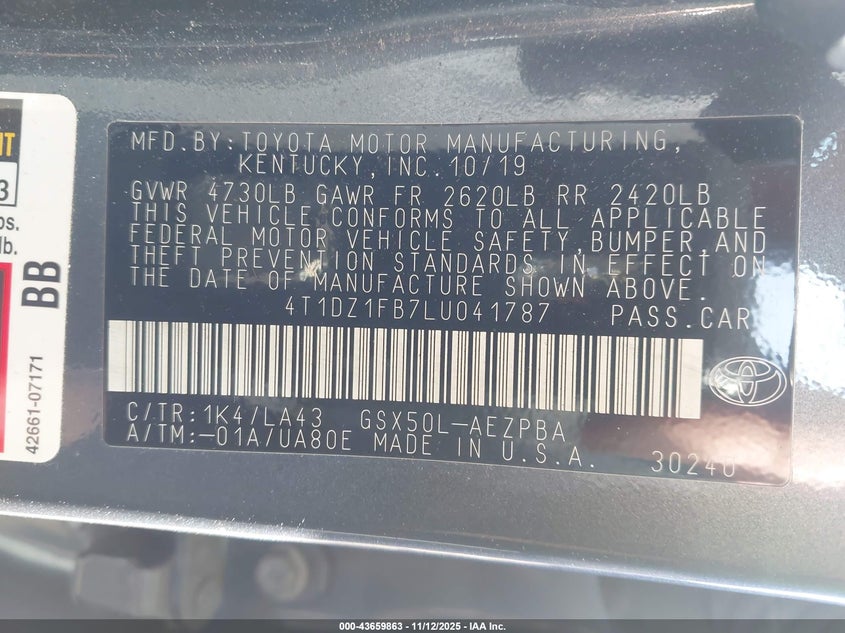 MFD.BY:TOYOTA MOTOR MANUFACTURING,
KENTUCKY,INC.10/19
GVWR 4730LB GAWR FR 2620LB RR 2420LB
THIS VEHICLE CONFORMS TO ALL APPLICABLE
FEDERAL MOTOR VEHICLE SAFETY,BUMPER,AND
THEFT PREVENTION STANDARDS IN EFFECT ON
THE DATE OF MANUFACTURE SHOWN ABOVE.
4T1DZ1FB7LU041787 PASS.CAR
C/TR:1K4/LA43 GSX50L-AEZPBA
A/TM:-01A/UA80E MADE IN U.S.A.
BB
42661-07171
lb.
000-43659863 - 11/12/2025 - IAA Inc.